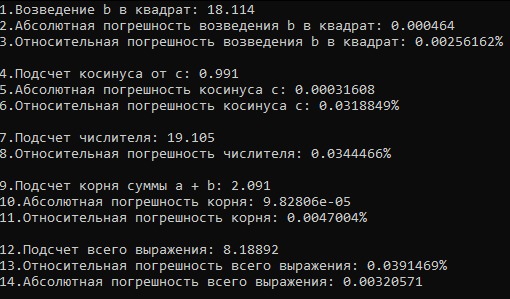 1.Возведение b в квадрат: 18.114
2.Абсолютная погрешность возведения b в квадрат: 0.000464
3.Относительная погрешность возведения b в квадрат: 0.00256162%
4.Подсчет косинуса от c: 0.991
5.Абсолютная погрешность косинуса c: 0.00031608
6.Относительная погрешность косинуса c: 0.0318849%
7.Подсчет числителя: 19.105
8.Относительная погрешность числителя: 0.0344466%
9.Подсчет корня суммы a + b: 2.091
10.Абсолютная погрешность корня: 9.82806e-05
11.Относительная погрешность корня: 0.0047004%
12.Подсчет всего выражения: 8.18892
13.Относительная погрешность всего выражения: 0.0391469%
14.Абсолютная погрешность всего выражения: 0.00320571